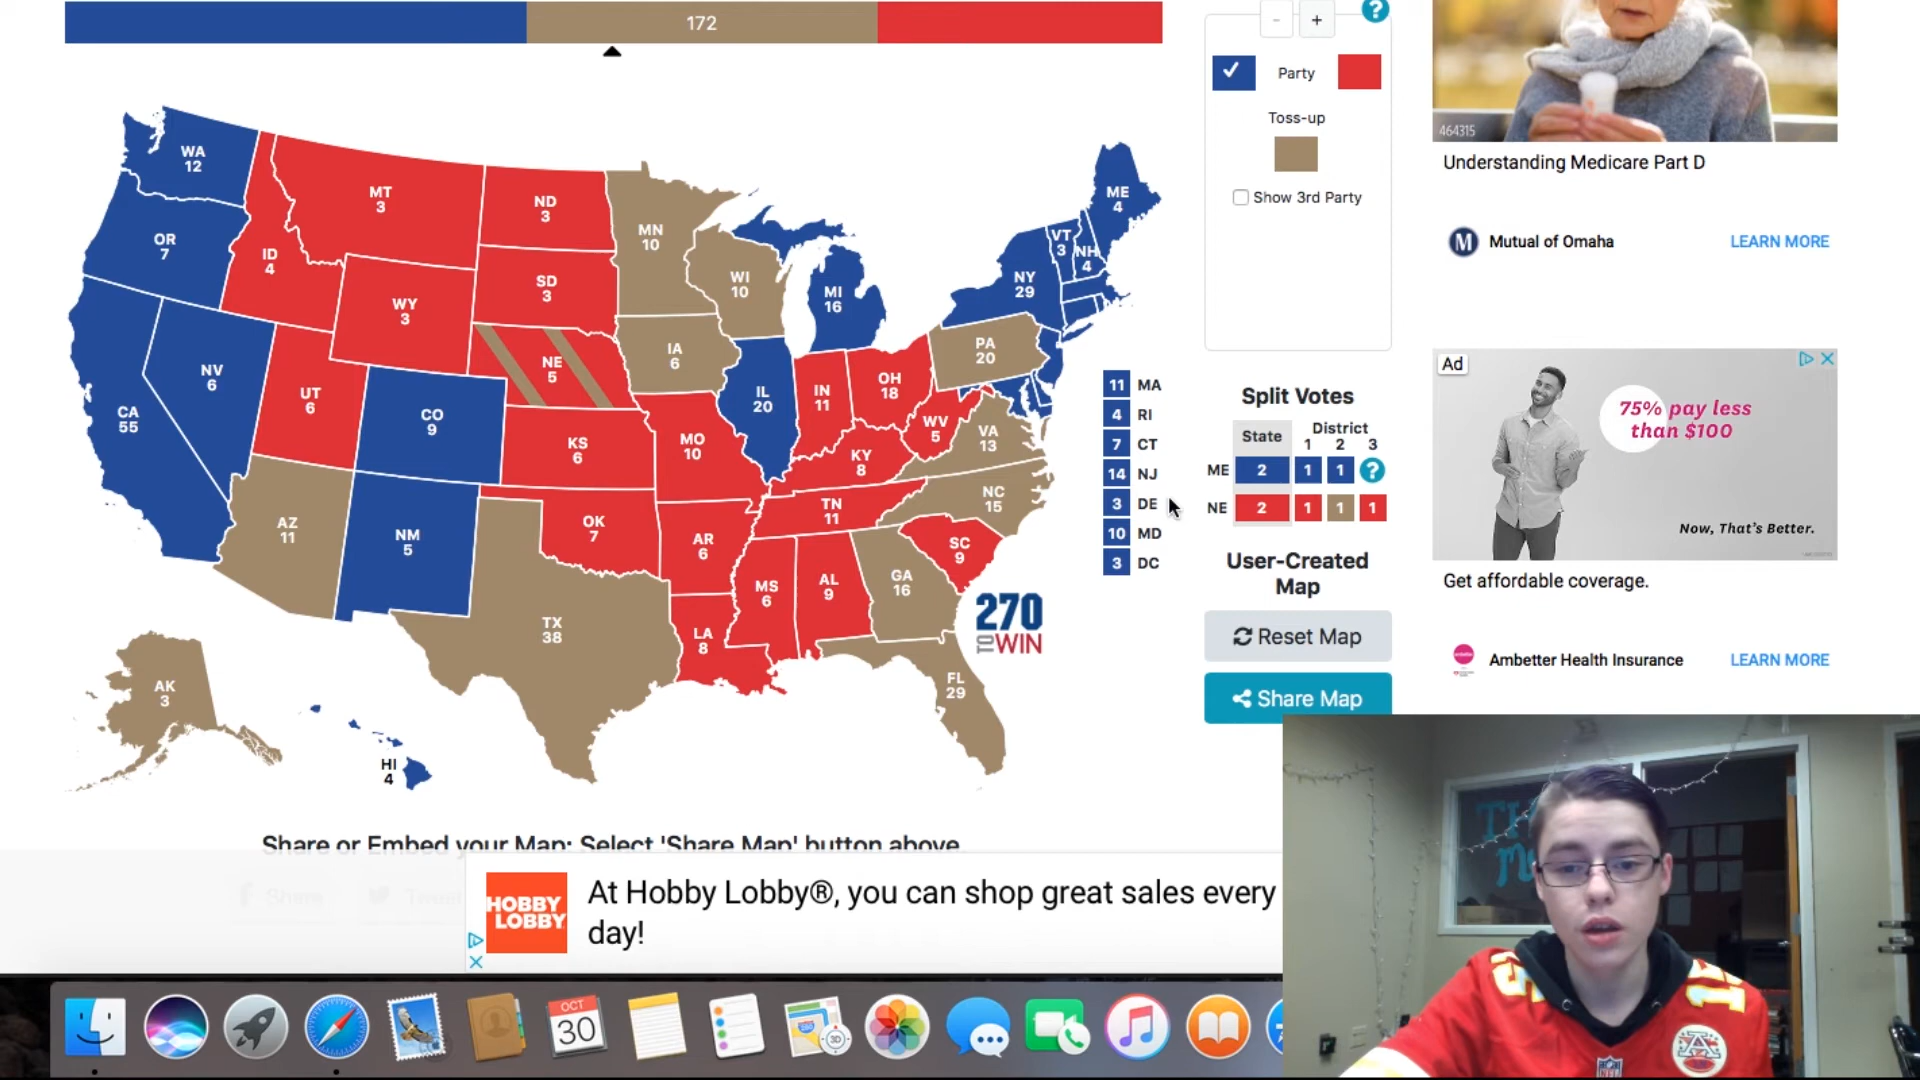 172
Party
Toss-up
Show 3rd Party
WA
12
OR
7
CA
55
NV
6
ID
4
MT
3
WY
3
UT
6
AZ
11
CO
9
NM
5
ND
3
SD
3
NE
5
KS
6
OK
7
TX
38
MN
10
IA
6
MO
10
AR
6
LA
8
WI
10
IL
20
MI
16
IN
11
OH
18
KY
8
TN
11
MS
6
AL
9
GA
16
FL
29
SC
9
NC
15
VA
13
WV
5
PA
20
NY
29
VT
3
NH
4
ME
4
AK
3
HI
4
11 MA
4 RI
7 CT
14 NJ
3 DE
10 MD
3 DC
270
TO WIN
Split Votes
State
District
1 2 3
ME 2 1 1 ?
NE 2 1 1 1
User-Created
Map
Reset Map
Share Map
464315
Understanding Medicare Part D
M Mutual of Omaha LEARN MORE
Ad
75% pay less
than $100
Now, That's Better.
Get affordable coverage.
Ambetter Health Insurance LEARN MORE
Share or Embed your Map: Select 'Share Map' button above
Share
Tweet
HOBBY
LOBBY
At Hobby Lobby®, you can shop great sales every
day!
OCT
30
3D
NFL